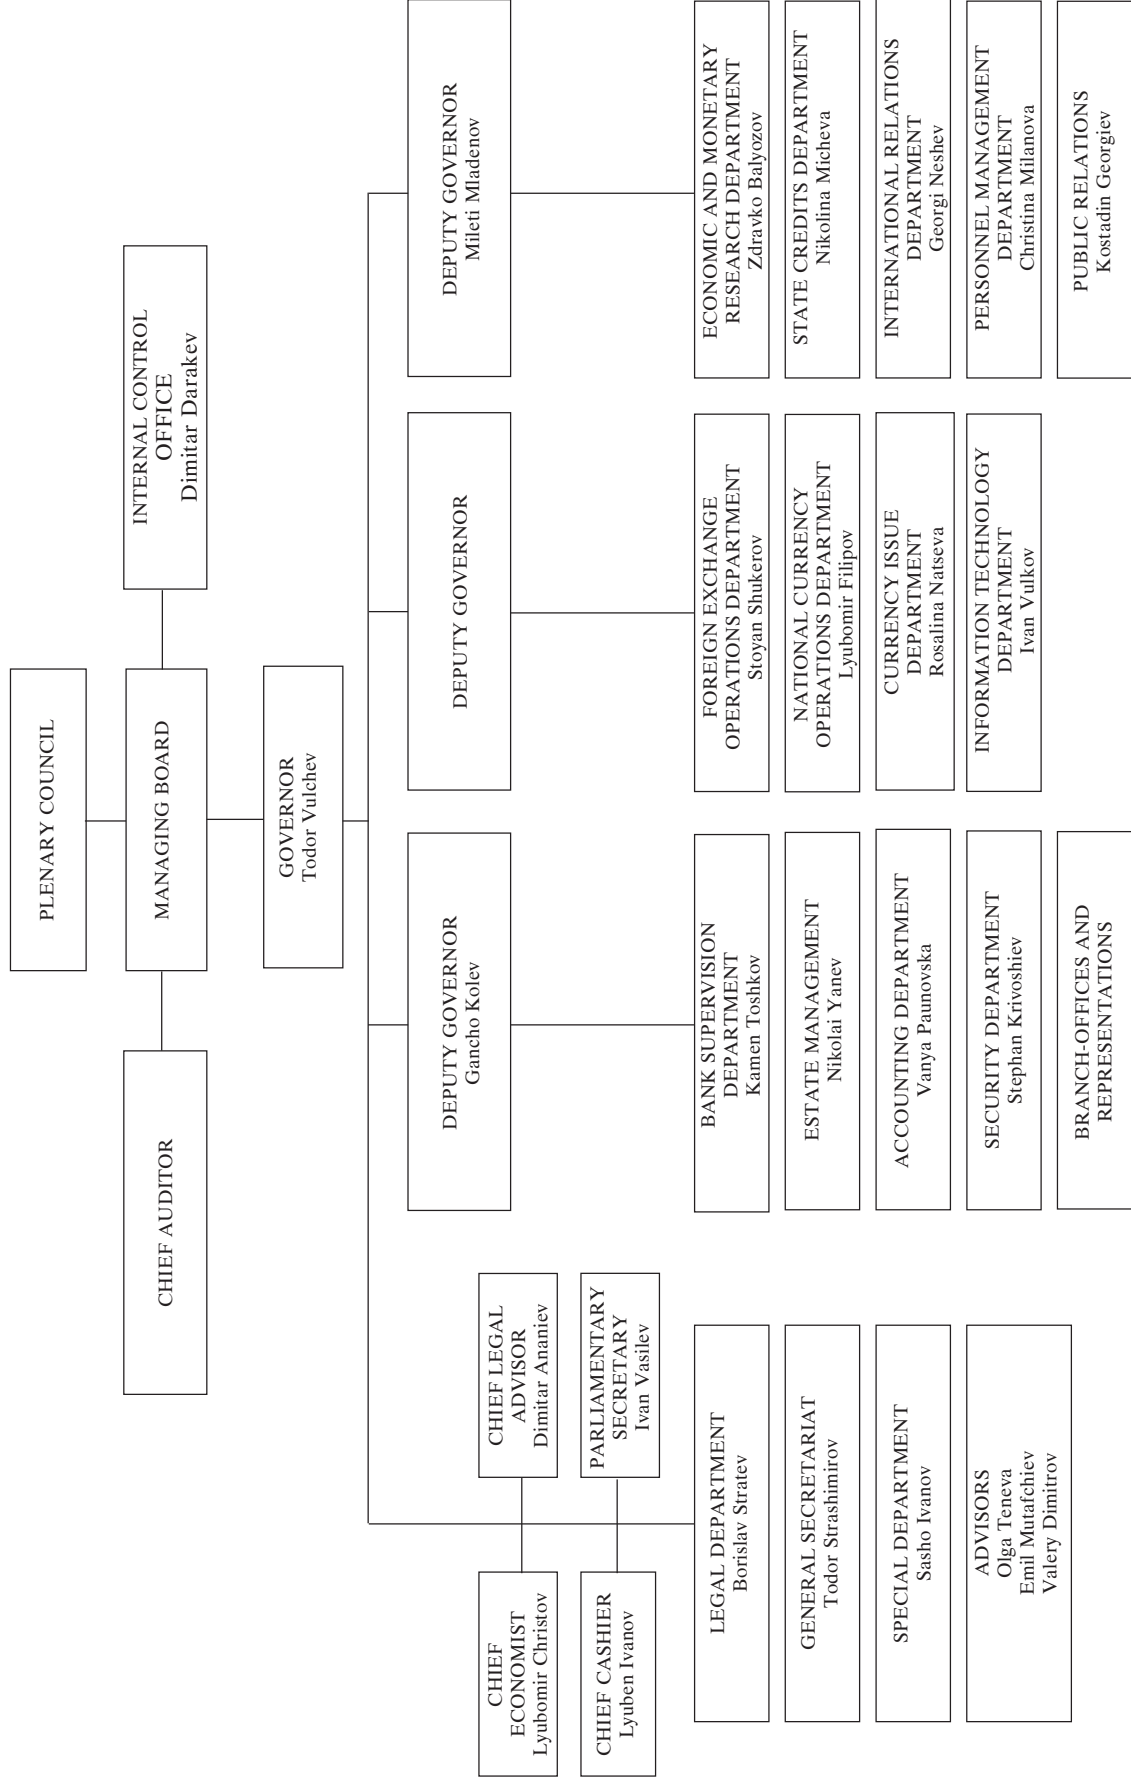 PLENARY COUNCIL
CHIEF AUDITOR
MANAGING BOARD
INTERNAL CONTROL
OFFICE
Dimitar Darakev
GOVERNOR
Todor Vulchev
CHIEF
ECONOMIST
Lyubomir Christov
CHIEF LEGAL
ADVISOR
Dimitar Ananiev
CHIEF CASHIER
Lyuben Ivanov
PARLIAMENTARY
SECRETARY
Ivan Vasilev
DEPUTY GOVERNOR
Gancho Kolev
DEPUTY GOVERNOR
DEPUTY GOVERNOR
Mileti Mladenov
LEGAL DEPARTMENT
Borislav Stratev
GENERAL SECRETARIAT
Todor Strashimirov
SPECIAL DEPARTMENT
Sasho Ivanov
ADVISORS
Olga Teneva
Emil Mutafchiev
Valery Dimitrov
BANK SUPERVISION
DEPARTMENT
Kamen Toshkov
ESTATE MANAGEMENT
Nikolai Yanev
ACCOUNTING DEPARTMENT
Vanya Paunovska
SECURITY DEPARTMENT
Stephan Krivoshiev
BRANCH-OFFICES AND
REPRESENTATIONS
FOREIGN EXCHANGE
OPERATIONS DEPARTMENT
Stoyan Shukerov
NATIONAL CURRENCY
OPERATIONS DEPARTMENT
Lyubomir Filipov
CURRENCY ISSUE
DEPARTMENT
Rosalina Natseva
INFORMATION TECHNOLOGY
DEPARTMENT
Ivan Vulkov
ECONOMIC AND MONETARY
RESEARCH DEPARTMENT
Zdravko Balyozov
STATE CREDITS DEPARTMENT
Nikolina Micheva
INTERNATIONAL RELATIONS
DEPARTMENT
Georgi Neshev
PERSONNEL MANAGEMENT
DEPARTMENT
Christina Milanova
PUBLIC RELATIONS
Kostadin Georgiev